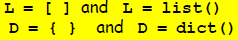 L = [ ] and L = list()
D = { } and D = dict()